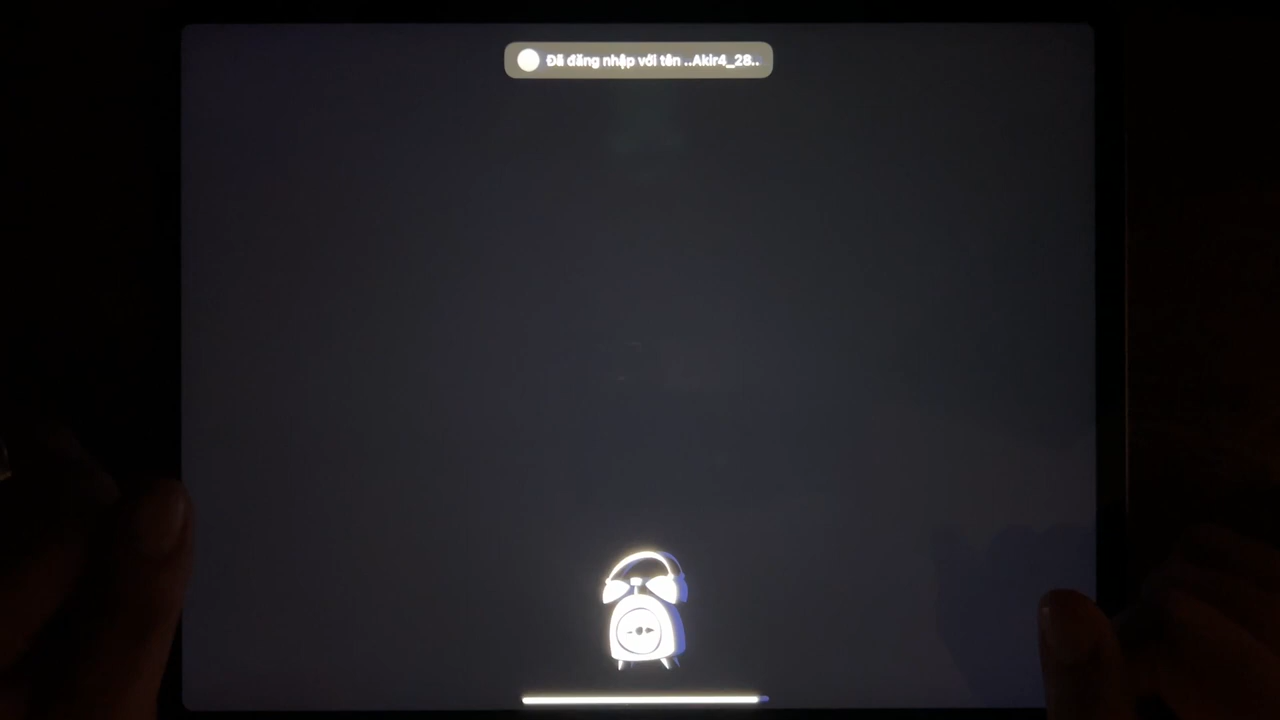 Đã đăng nhập với tên ..Akir4_28..